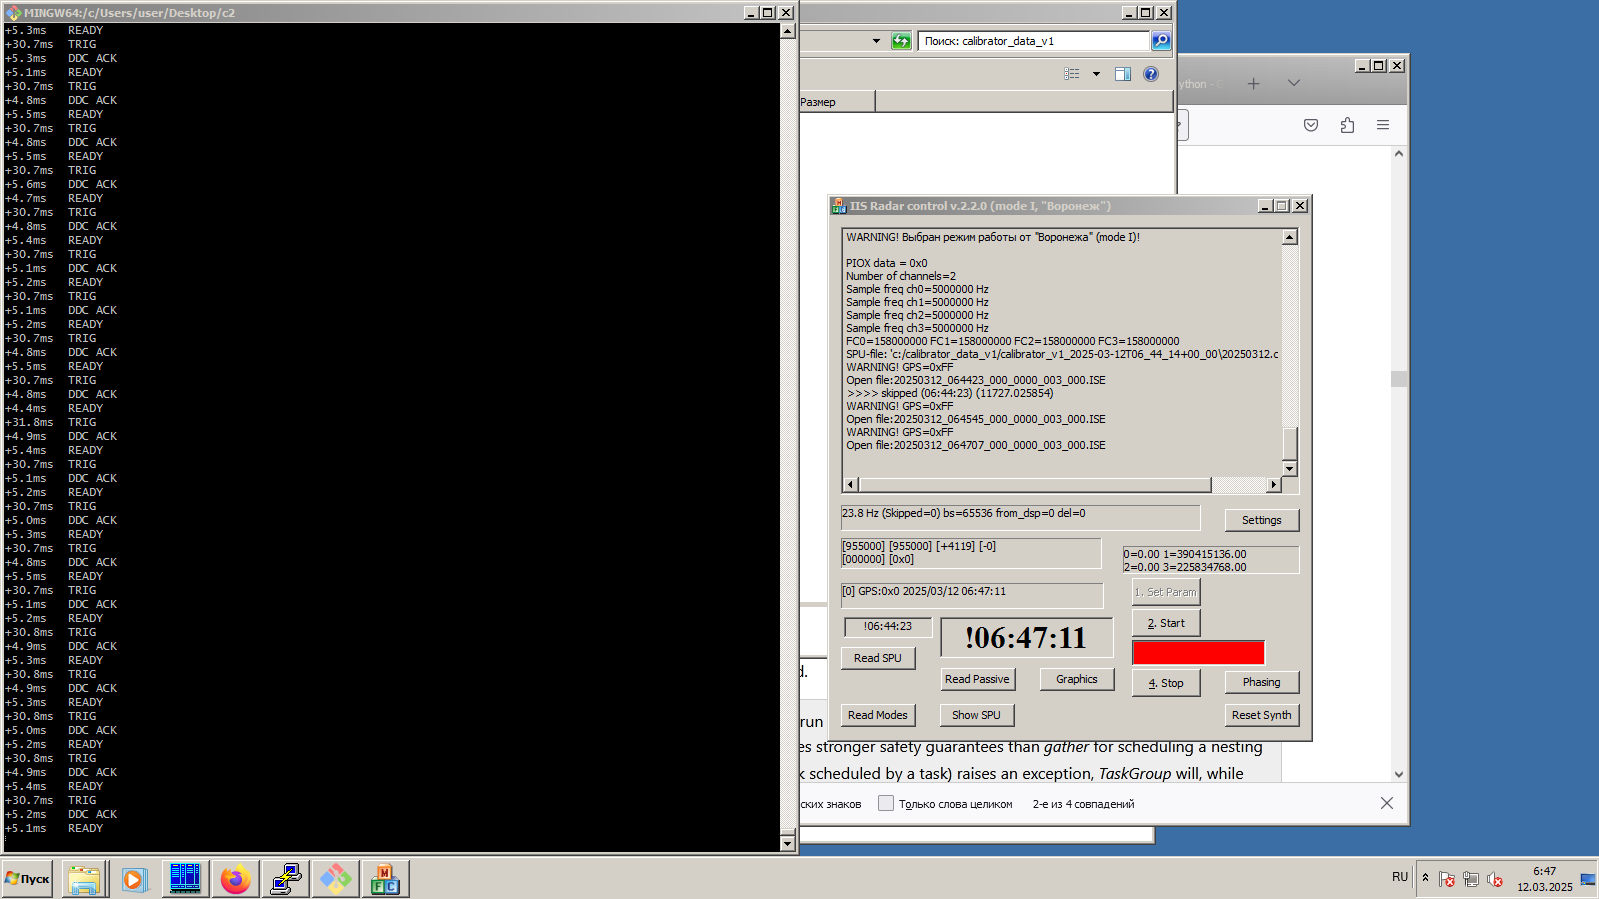 MINGW64:/c/Users/user/Desktop/c2
+5.3ms READY
+30.7ms TRIG
+5.3ms DDC ACK
+5.1ms READY
+30.7ms TRIG
+4.8ms DDC ACK
+5.5ms READY
+30.7ms TRIG
+4.8ms DDC ACK
+5.5ms READY
+30.7ms TRIG
+5.6ms DDC ACK
+4.7ms READY
+30.7ms TRIG
+4.8ms DDC ACK
+5.4ms READY
+30.7ms TRIG
+5.1ms DDC ACK
+5.2ms READY
+30.7ms TRIG
+5.1ms DDC ACK
+5.2ms READY
+30.7ms TRIG
+4.8ms DDC ACK
+5.5ms READY
+30.7ms TRIG
+4.8ms DDC ACK
+4.4ms READY
+31.8ms TRIG
+4.9ms DDC ACK
+5.4ms READY
+30.7ms TRIG
+5.1ms DDC ACK
+5.2ms READY
+30.7ms TRIG
+5.0ms DDC ACK
+5.3ms READY
+30.7ms TRIG
+4.8ms DDC ACK
+5.5ms READY
+30.7ms TRIG
+5.1ms DDC ACK
+5.2ms READY
+30.8ms TRIG
+4.9ms DDC ACK
+5.3ms READY
+30.8ms TRIG
+4.9ms DDC ACK
+5.3ms READY
+30.8ms TRIG
+5.0ms DDC ACK
+5.2ms READY
+30.8ms TRIG
+4.9ms DDC ACK
+5.4ms READY
+30.7ms TRIG
+5.2ms DDC ACK
+5.1ms READY
Поиск: calibrator_data_v1
Размер
ython - C
IIS Radar control v.2.2.0 (mode I, "Воронеж")
WARNING! Выбран режим работы от "Воронежа" (mode I)!
PIOX data = 0x0
Number of channels=2
Sample freq ch0=5000000 Hz
Sample freq ch1=5000000 Hz
Sample freq ch2=5000000 Hz
Sample freq ch3=5000000 Hz
FC0=158000000 FC1=158000000 FC2=158000000 FC3=158000000
SPU-file: 'c:/calibrator_data_v1/calibrator_v1_2025-03-12T06_44_14+00_00\20250312.c
WARNING! GPS=0xFF
Open file:20250312_064423_000_0000_003_000.ISE
>>>> skipped (06:44:23) (11727.025854)
WARNING! GPS=0xFF
Open file:20250312_064545_000_0000_003_000.ISE
WARNING! GPS=0xFF
Open file:20250312_064707_000_0000_003_000.ISE
23.8 Hz (Skipped=0) bs=65536 from_dsp=0 del=0
Settings
[955000] [955000] [+4119] [-0]
[000000] [0x0]
0=0.00 1=390415136.00
2=0.00 3=225834768.00
[0] GPS:0x0 2025/03/12 06:47:11
1. Set Param
!06:44:23
!06:47:11
2. Start
Read SPU
Read Passive
Graphics
4. Stop
Phasing
Read Modes
Show SPU
Reset Synth
d.
run
es stronger safety guarantees than gather for scheduling a nesting
k scheduled by a task) raises an exception, TaskGroup will, while
ских знаков
Только слова целиком
2-е из 4 совпадений
Пуск
RU
6:47
12.03.2025